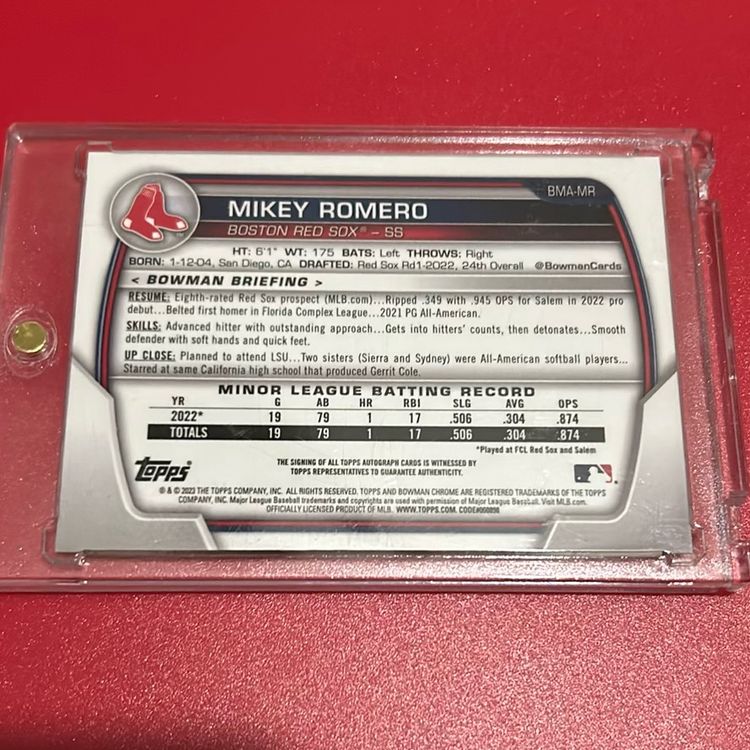 BMA-MR
MIKEY ROMERO
BOSTON RED SOX® – SS
HT: 6'1" WT: 175 BATS: Left THROWS: Right
BORN: 1-12-04, San Diego, CA DRAFTED: Red Sox Rd1-2022, 24th Overall @BowmanCards
< BOWMAN BRIEFING >
RESUME: Eighth-rated Red Sox prospect (MLB.com)...Ripped .349 with .945 OPS for Salem in 2022 pro
debut...Belted first homer in Florida Complex League...2021 PG All-American.
SKILLS: Advanced hitter with outstanding approach...Gets into hitters' counts, then detonates...Smooth
defender with soft hands and quick feet.
UP CLOSE: Planned to attend LSU...Two sisters (Sierra and Sydney) were All-American softball players...
Starred at same California high school that produced Gerrit Cole.
MINOR LEAGUE BATTING RECORD
YR G AB HR RBI SLG AVG OPS
2022* 19 79 1 17 .506 .304 .874
TOTALS 19 79 1 17 .506 .304 .874
*Played at FCL Red Sox and Salem
Topps
THE SIGNING OF ALL TOPPS AUTOGRAPH CARDS IS WITNESSED BY
TOPPS REPRESENTATIVES TO GUARANTEE AUTHENTICITY.
® & © 2023 THE TOPPS COMPANY, INC. ALL RIGHTS RESERVED. TOPPS AND BOWMAN CHROME ARE REGISTERED TRADEMARKS OF THE TOPPS
COMPANY, INC. Major League Baseball trademarks and copyrights are used with permission of Major League Baseball. Visit MLB.com.
OFFICIALLY LICENSED PRODUCT OF MLB. WWW.TOPPS.COM. CODE#000898